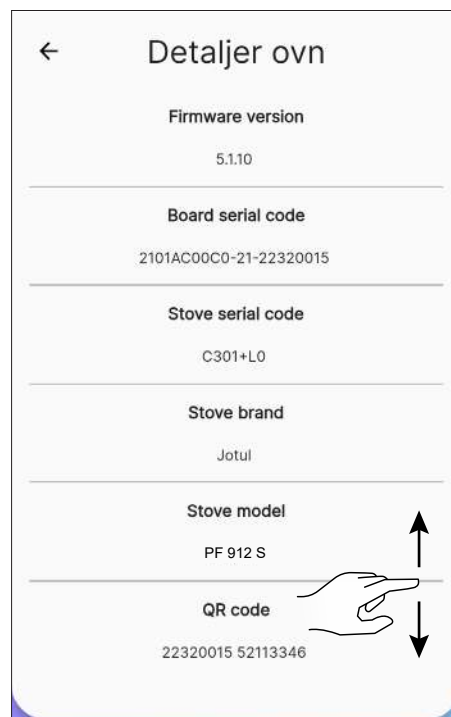 Detaljer ovn
Firmware version
5.1.10
Board serial code
2101AC00C0-21-22320015
Stove serial code
C301+L0
Stove brand
Jotul
Stove model
PF 912 S
QR code
22320015 52113346